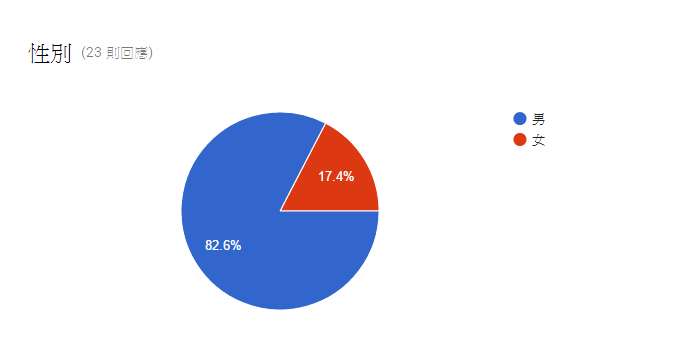 性別 (23 則回應)
男
女
17.4%
82.6%